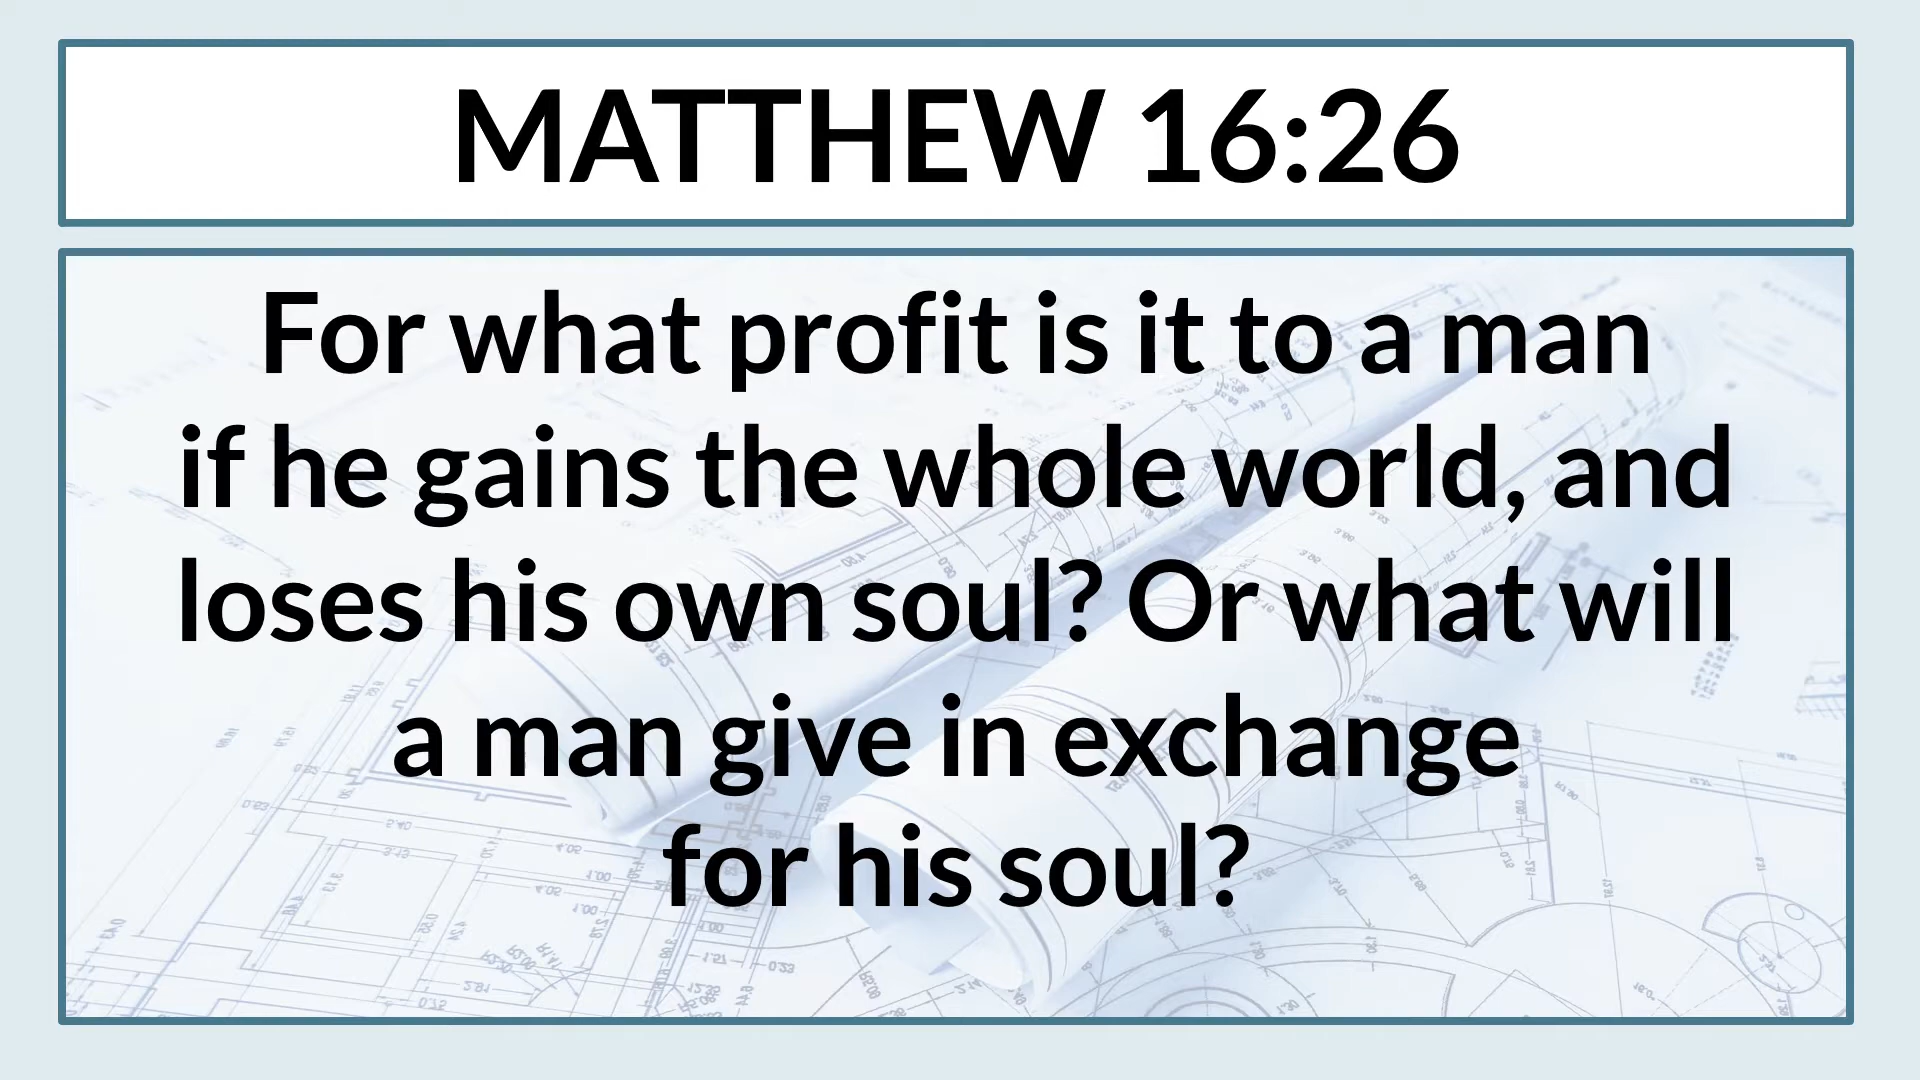 MATTHEW 16:26
For what profit is it to a man
if he gains the whole world, and
loses his own soul? Or what will
a man give in exchange
for his soul?